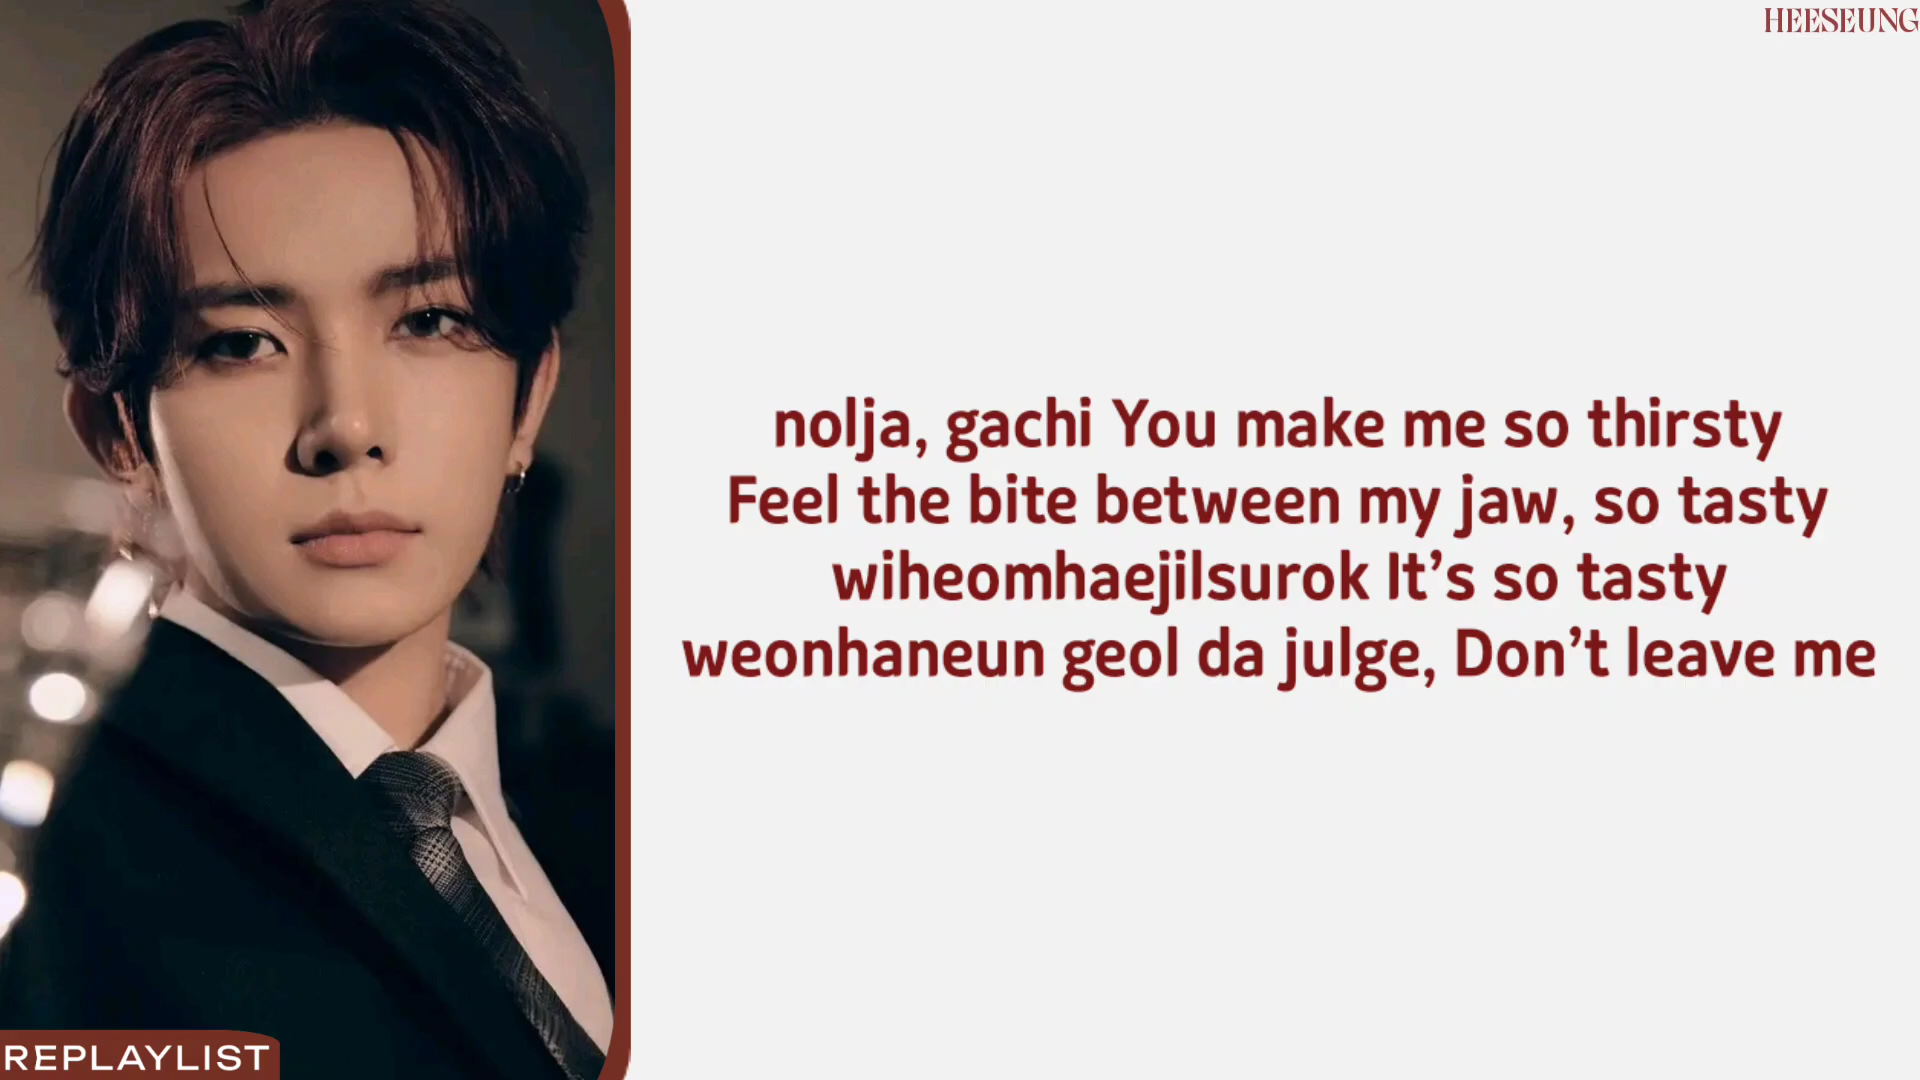 HEESEUNG
nolja, gachi You make me so thirsty
Feel the bite between my jaw, so tasty
wiheomhaejilsurok It’s so tasty
weonhaneun geol da julge, Don’t leave me
REPLAYLIST